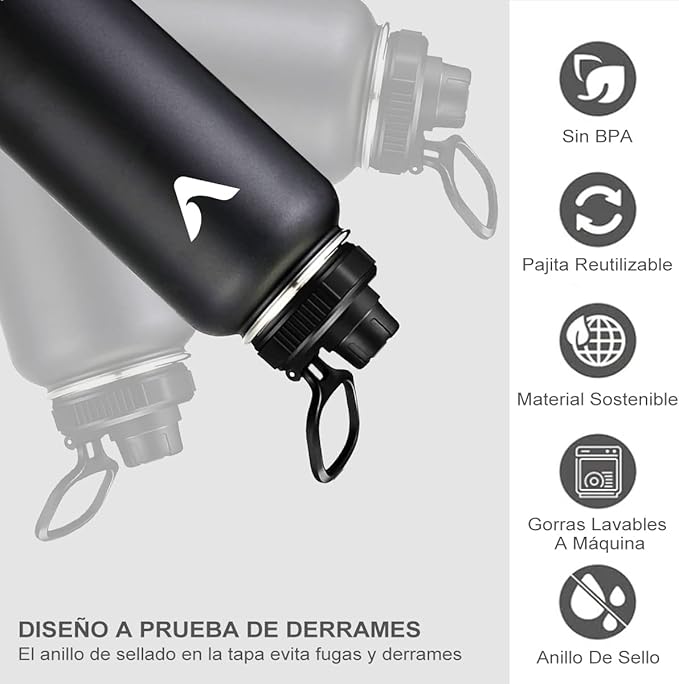 Sin BPA
Pajita Reutilizable
Material Sostenible
Gorras Lavables
A Máquina
Anillo De Sello
DISEÑO A PRUEBA DE DERRAMES
El anillo de sellado en la tapa evita fugas y derrames